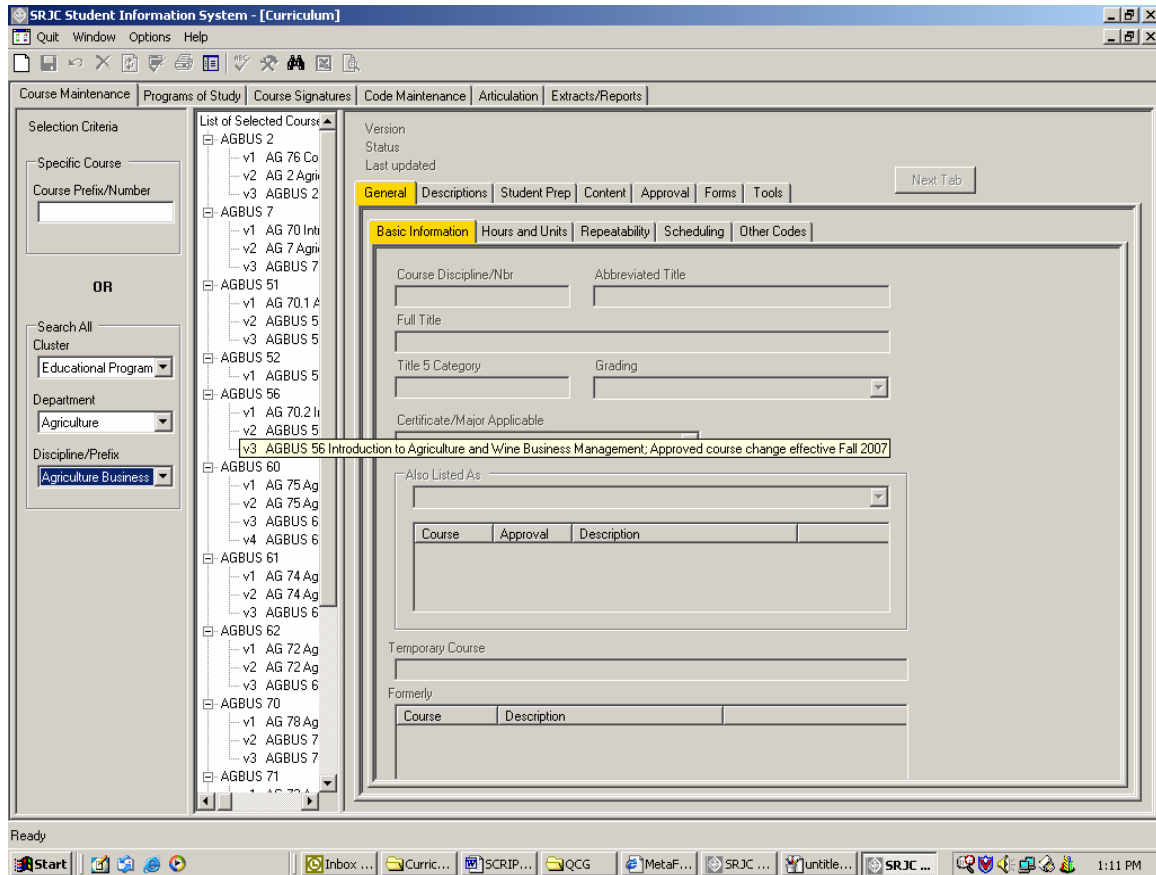 SRJC Student Information System - [Curriculum]
Quit Window Options Help
Course Maintenance Programs of Study Course Signatures Code Maintenance Articulation Extracts/Reports
Selection Criteria
Specific Course
Course Prefix/Number
OR
Search All
Cluster
Educational Program
Department
Agriculture
Discipline/Prefix
Agriculture Business
List of Selected Course
AGBUS 2
v1 AG 76 Co
v2 AG 2 Agri
v3 AGBUS 2
AGBUS 7
v1 AG 70 Int
v2 AG 7 Agri
v3 AGBUS 7
AGBUS 51
v1 AG 70.1 A
v2 AGBUS 5
v3 AGBUS 5
AGBUS 52
v1 AGBUS 5
AGBUS 56
v1 AG 70.2 I
v2 AGBUS 5
v3 AGBUS 56 Introduction to Agriculture and Wine Business Management; Approved course change effective Fall 2007
AGBUS 60
v1 AG 75 Ag
v2 AG 75 Ag
v3 AGBUS 6
v4 AGBUS 6
AGBUS 61
v1 AG 74 Ag
v2 AG 74 Ag
v3 AGBUS 6
AGBUS 62
v1 AG 72 Ag
v2 AG 72 Ag
v3 AGBUS 6
AGBUS 70
v1 AG 78 Ag
v2 AGBUS 7
v3 AGBUS 7
AGBUS 71
Version
Status
Last updated
Next Tab
General Descriptions Student Prep Content Approval Forms Tools
Basic Information Hours and Units Repeatability Scheduling Other Codes
Course Discipline/Nbr Abbreviated Title
Full Title
Title 5 Category Grading
Certificate/Major Applicable
Also Listed As
Course Approval Description
Temporary Course
Formerly
Course Description
Ready
Start Inbox ... Curric... SCRIP... QCG MetaF... SRJC ... untitle... SRJC ... 1:11 PM